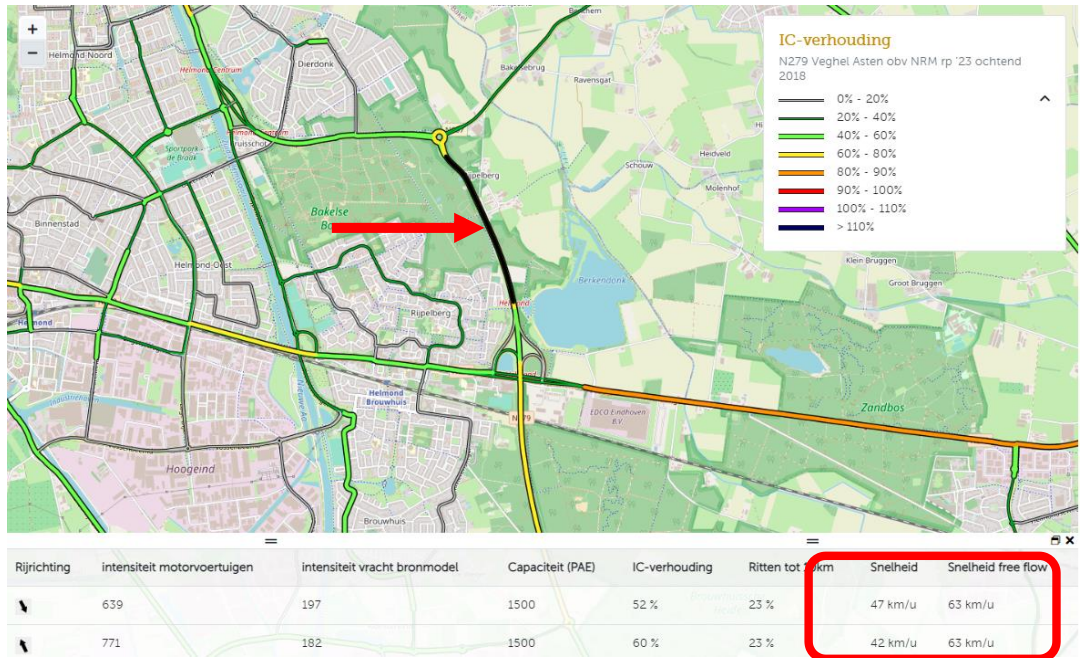 +
−
Bakelsebrug
Ravensgat
Helmond-Noord
Dierdonk
Helmond Centrum
Sportpark
de Braak
Schouw
Heidveld
Molenhof
Binnenstad
Bakelse
Helmond-Oost
Rijpelberg
Berkendonk
Klein Bruggen
Groot Bruggen
Helmond
Helmond
Brouwhuis
N279
EDCO Eindhoven
B.V.
Zandbos
Hoogeind
Brouwhuis
IC-verhouding
N279 Veghel Asten obv NRM rp '23 ochtend
2018
0% - 20%
20% - 40%
40% - 60%
60% - 80%
80% - 90%
90% - 100%
100% - 110%
> 110%
Rijrichting intensiteit motorvoertuigen intensiteit vracht bronmodel Capaciteit (PAE) IC-verhouding Ritten tot 20km Snelheid Snelheid free flow
639 197 1500 52 % 23 % 47 km/u 63 km/u
771 182 1500 60 % 23 % 42 km/u 63 km/u